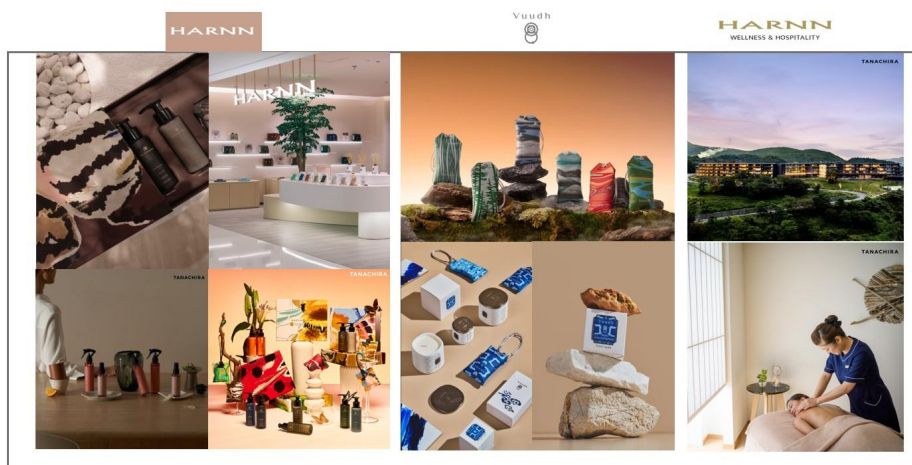 HARNN
Vuudh
HARNN
WELLNESS & HOSPITALITY
HARNN
TANACHIRA
TANACHIRA
TANACHIRA
TANACHIRA